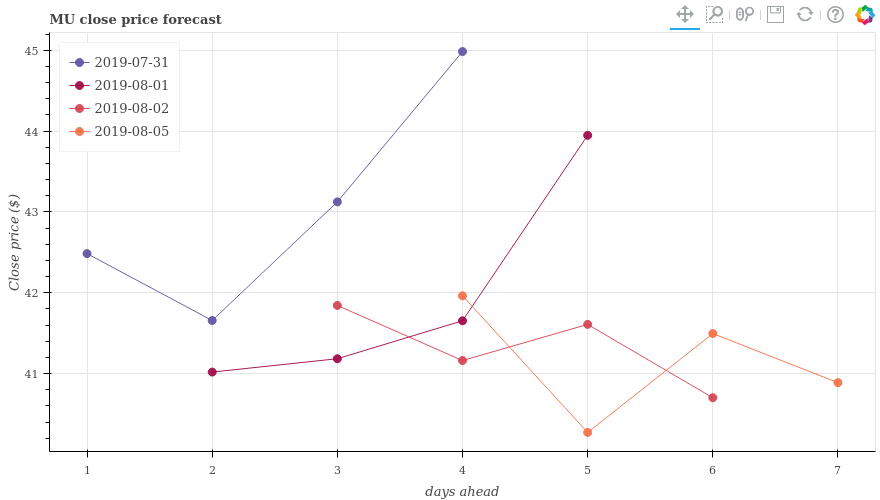 MU close price forecast
2019-07-31
2019-08-01
2019-08-02
2019-08-05
45
44
43
42
41
Close price ($)
1 2 3 4 5 6 7
days ahead